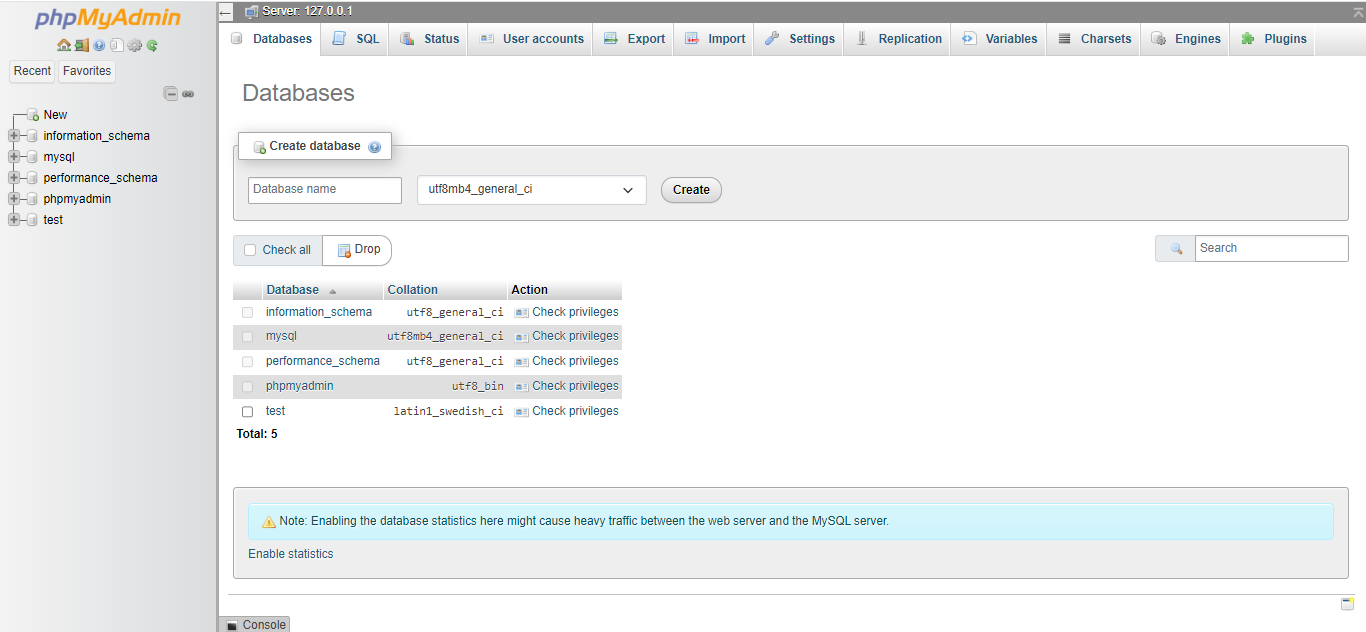 phpMyAdmin
Recent Favorites
New
information_schema
mysql
performance_schema
phpmyadmin
test
Server: 127.0.0.1
Databases SQL Status User accounts Export Import Settings Replication Variables Charsets Engines Plugins
Databases
Create database
Database name utf8mb4_general_ci Create
Check all Drop Search
Database Collation Action
information_schema utf8_general_ci Check privileges
mysql utf8mb4_general_ci Check privileges
performance_schema utf8_general_ci Check privileges
phpmyadmin utf8_bin Check privileges
test latin1_swedish_ci Check privileges
Total: 5
Note: Enabling the database statistics here might cause heavy traffic between the web server and the MySQL server.
Enable statistics
Console